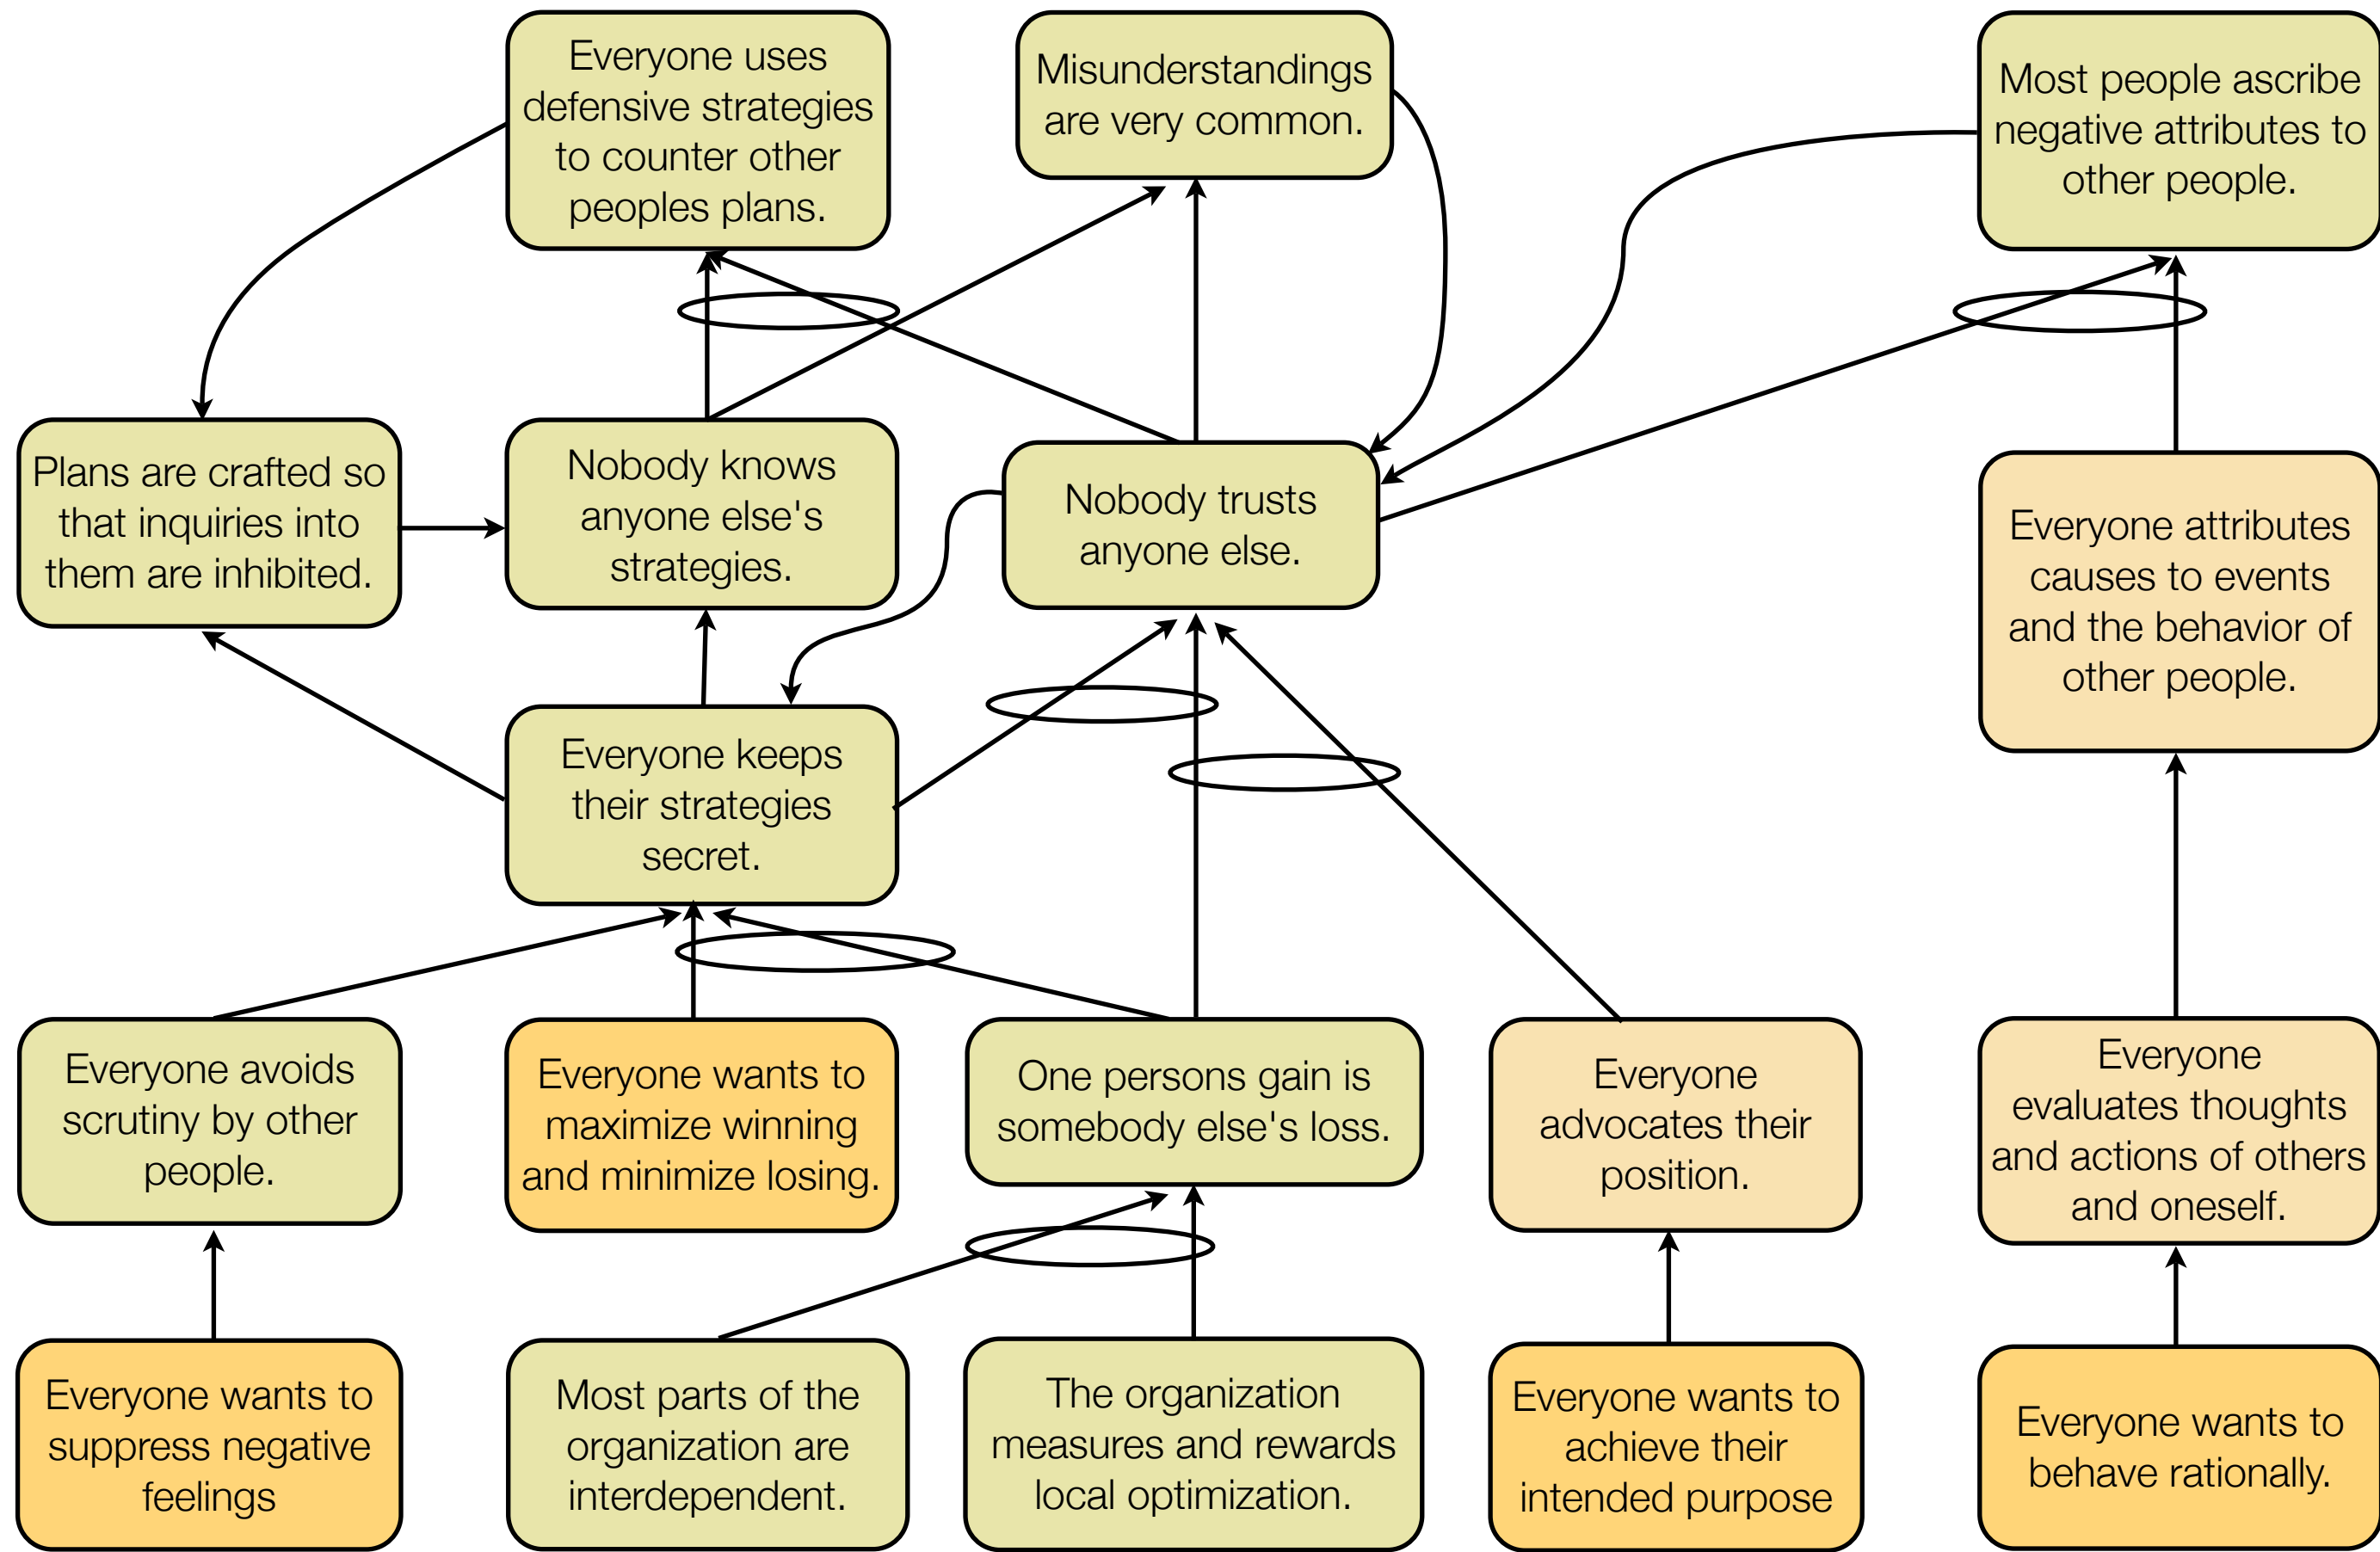 Everyone uses
defensive strategies
to counter other
peoples plans.
Misunderstandings
are very common.
Most people ascribe
negative attributes to
other people.
Plans are crafted so
that inquiries into
them are inhibited.
Nobody knows
anyone else's
strategies.
Nobody trusts
anyone else.
Everyone attributes
causes to events
and the behavior of
other people.
Everyone keeps
their strategies
secret.
Everyone avoids
scrutiny by other
people.
Everyone wants to
maximize winning
and minimize losing.
One persons gain is
somebody else's loss.
Everyone
advocates their
position.
Everyone
evaluates thoughts
and actions of others
and oneself.
Everyone wants to
suppress negative
feelings
Most parts of the
organization are
interdependent.
The organization
measures and rewards
local optimization.
Everyone wants to
achieve their
intended purpose
Everyone wants to
behave rationally.